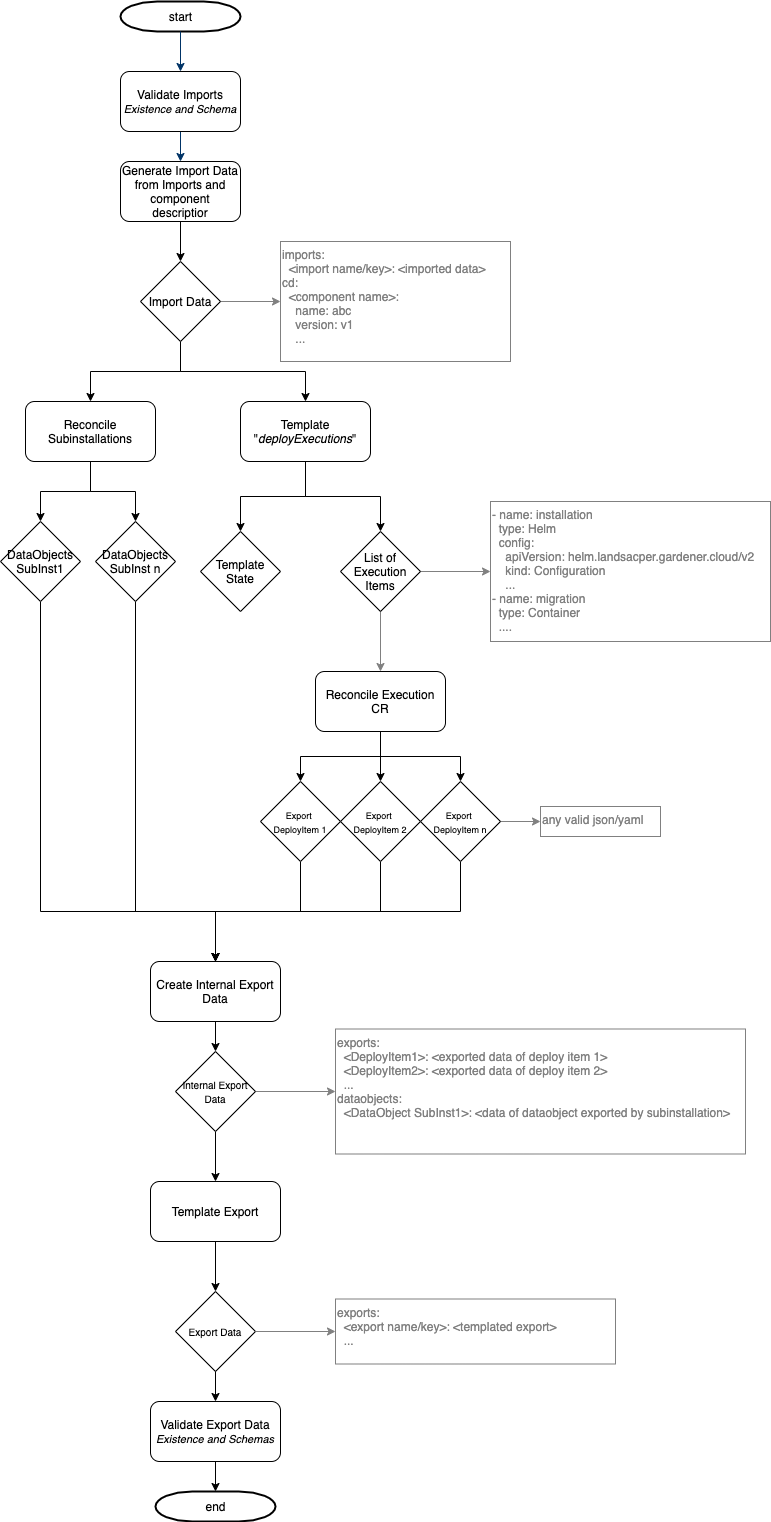 start
Validate Imports
Existence and Schema
Generate Import Data
from Imports and
component
descriptior
Import Data
imports:
<import name/key>: <imported data>
cd:
<component name>:
name: abc
version: v1
...
Reconcile
Subinstallations
Template
"deployExecutions"
DataObjects
SubInst1
DataObjects
SubInst n
Template
State
List of
Execution
Items
- name: installation
type: Helm
config:
apiVersion: helm.landsacper.gardener.cloud/v2
kind: Configuration
...
- name: migration
type: Container
....
Reconcile Execution
CR
Export
DeployItem 1
Export
DeployItem 2
Export
DeployItem n
any valid json/yaml
Create Internal Export
Data
Internal Export
Data
exports:
<DeployItem1>: <exported data of deploy item 1>
<DeployItem2>: <exported data of deploy item 2>
...
dataobjects:
<DataObject SubInst1>: <data of dataobject exported by subinstallation>
Template Export
Export Data
exports:
<export name/key>: <templated export>
...
Validate Export Data
Existence and Schemas
end